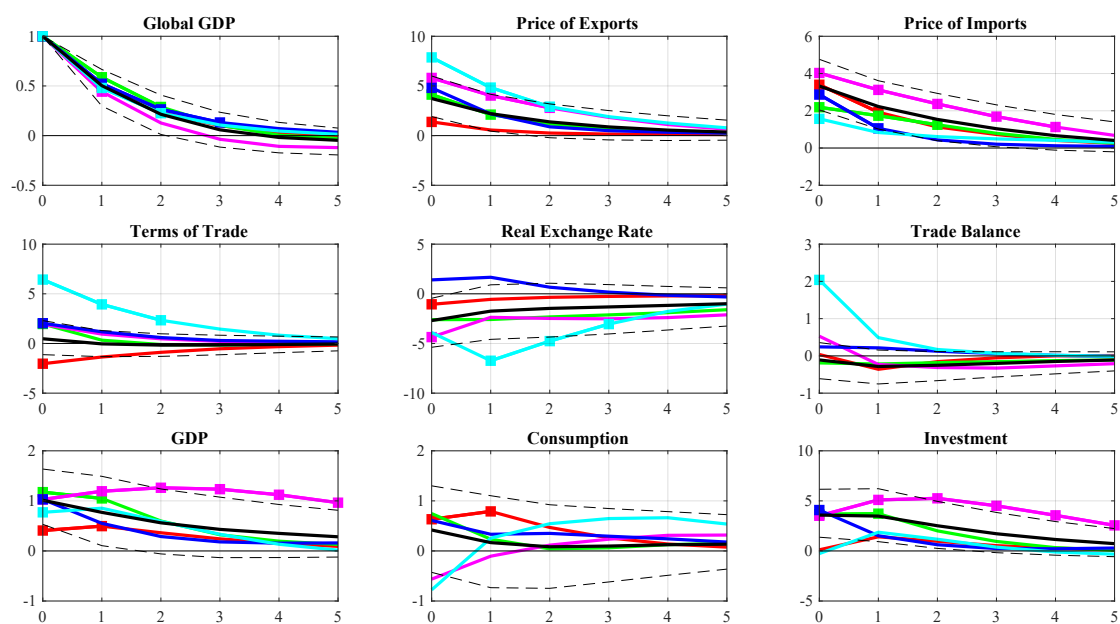 Global GDP
Price of Exports
Price of Imports
1
0.5
0
-0.5
0 1 2 3 4 5
10
5
0
-5
0 1 2 3 4 5
6
4
2
0
-2
0 1 2 3 4 5
Terms of Trade
Real Exchange Rate
Trade Balance
10
5
0
-5
0 1 2 3 4 5
5
0
-5
-10
0 1 2 3 4 5
3
2
1
0
-1
0 1 2 3 4 5
GDP
Consumption
Investment
2
1
0
-1
0 1 2 3 4 5
2
1
0
-1
0 1 2 3 4 5
10
5
0
-5
0 1 2 3 4 5